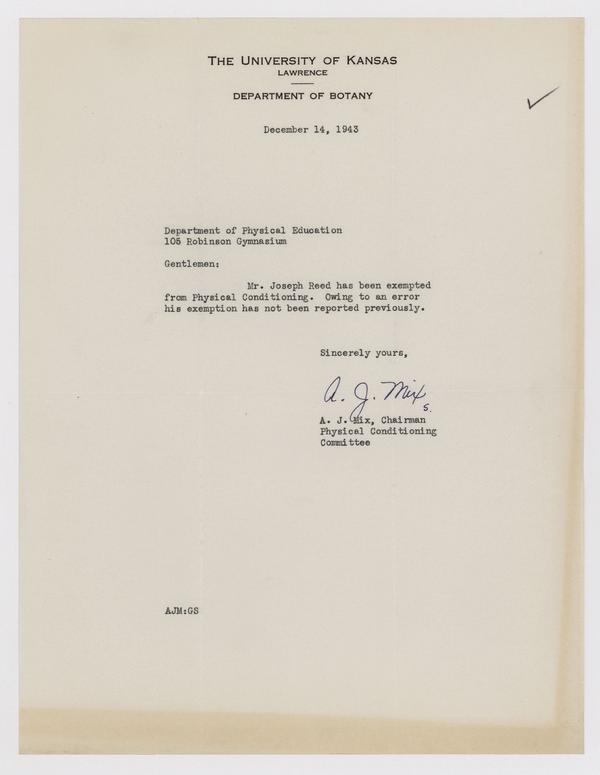 THE UNIVERSITY OF KANSAS
LAWRENCE
DEPARTMENT OF BOTANY
December 14, 1943
Department of Physical Education
105 Robinson Gymnasium
Gentlemen:
Mr. Joseph Reed has been exempted
from Physical Conditioning. Owing to an error
his exemption has not been reported previously.
Sincerely yours,
A. J. Mix
S.
A. J. Mix, Chairman
Physical Conditioning
Committee
AJM:GS